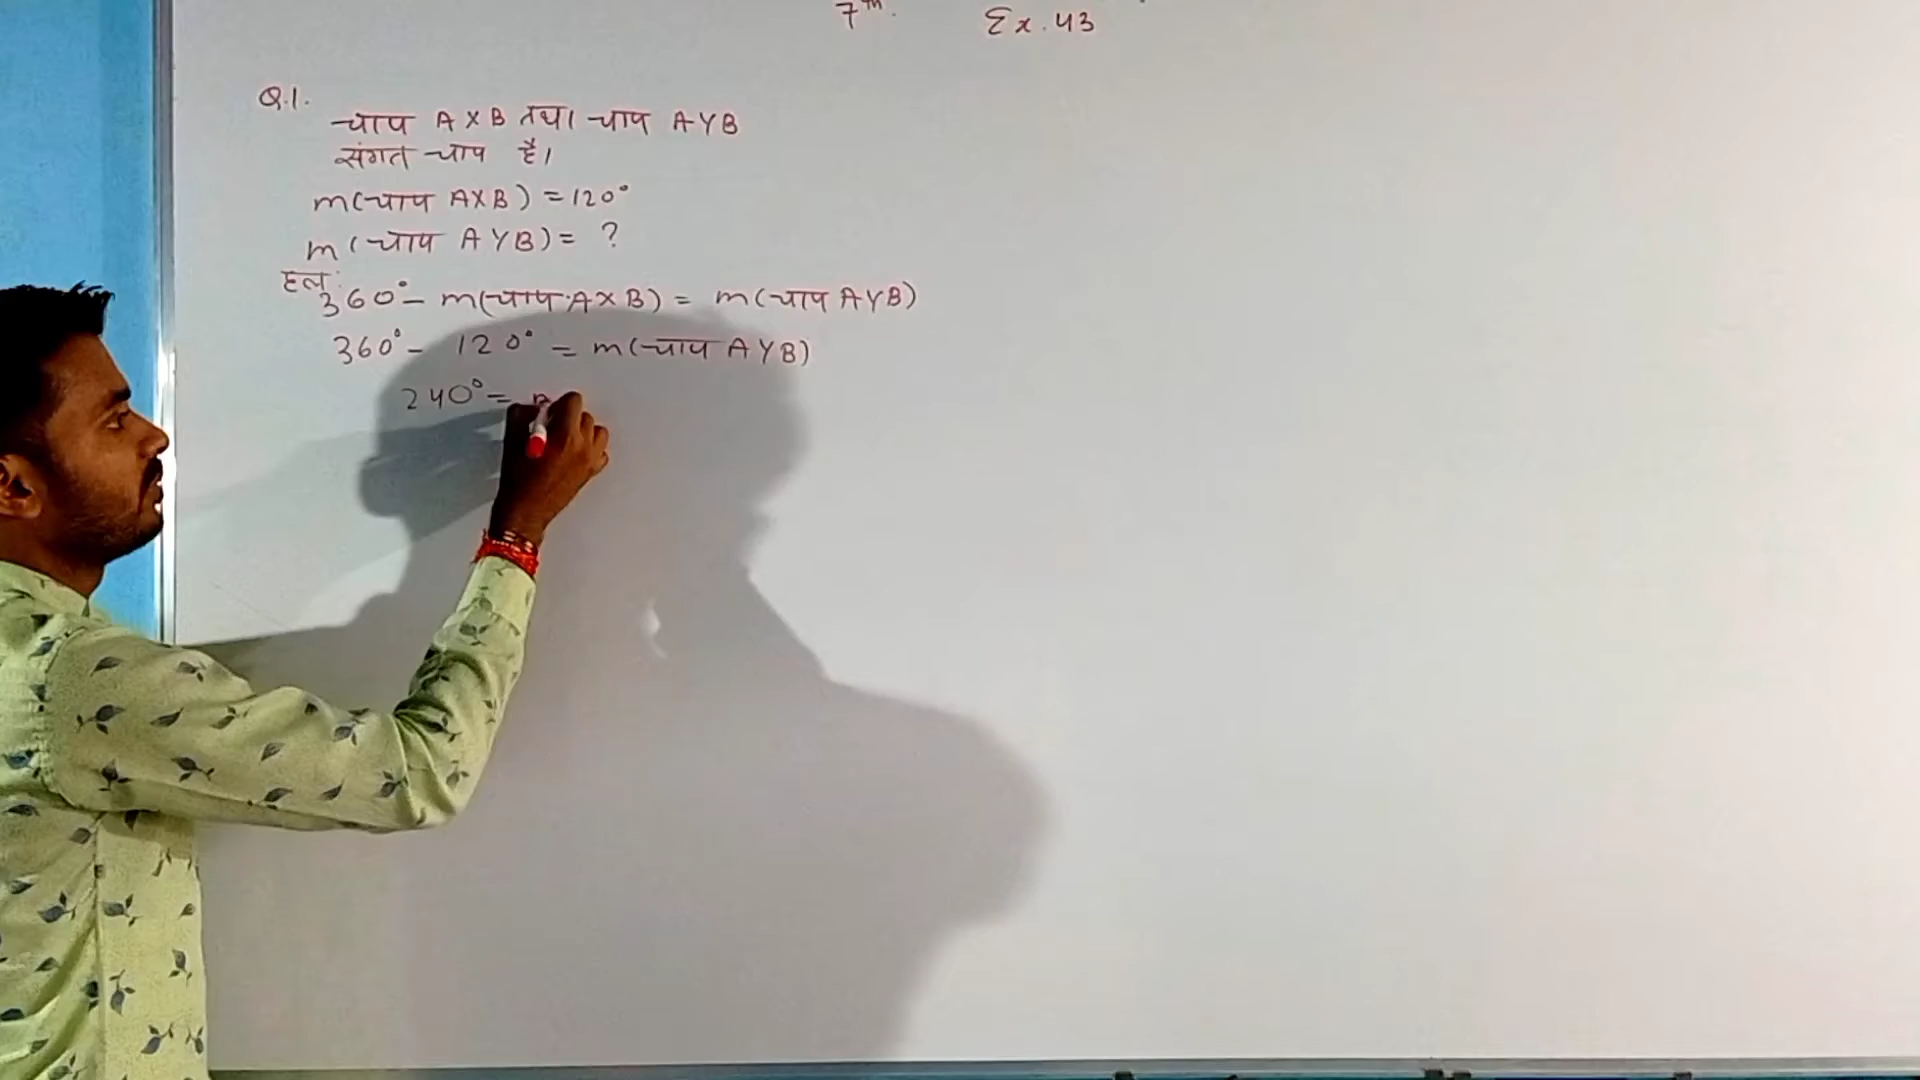 7th. Ex. 43
Q.1.
चाप AXB तथा चाप AYB
संगत चाप है।
m(चाप AXB) = 120°
m(चाप AYB) = ?
हल:
360° - m(चाप AXB) = m(चाप AYB)
360° - 120° = m(चाप AYB)
240° =